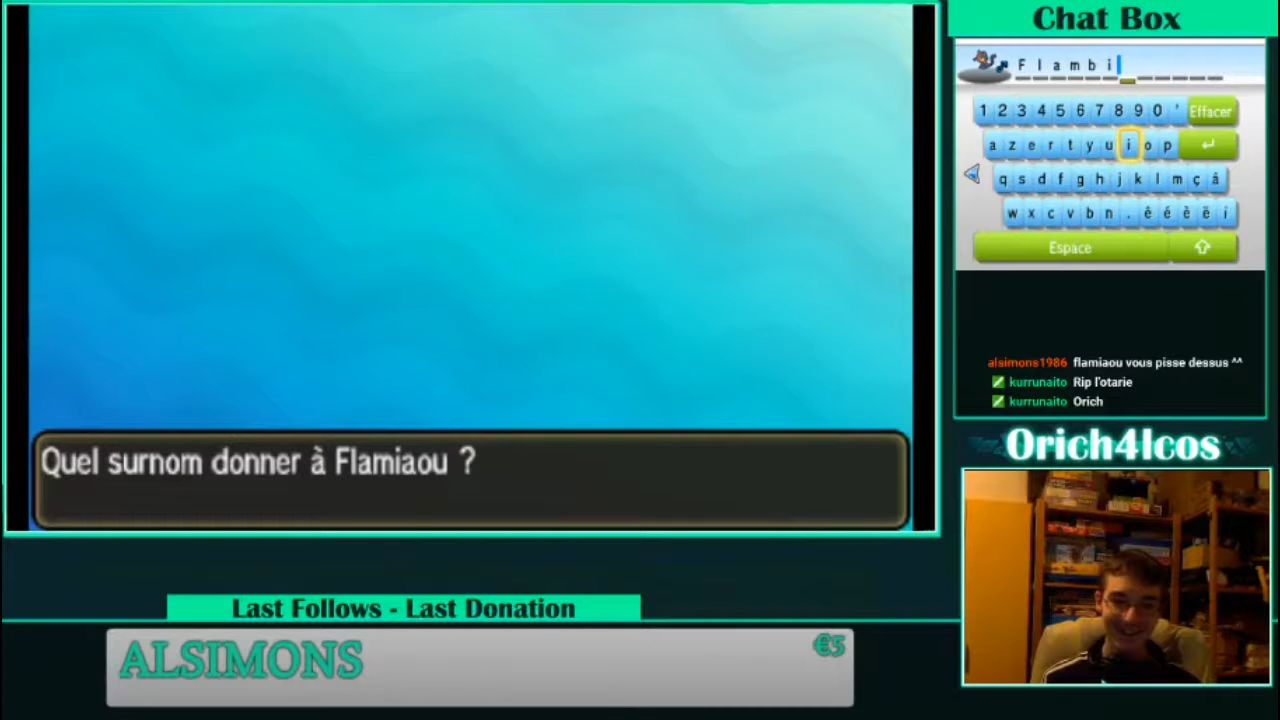 Chat Box
Flambi
1 2 3 4 5 6 7 8 9 0 ' Effacer
a z e r t y u i o p
q s d f g h j k l m ç â
w x c v b n . ê é è ë í
Espace
alsimons1986 flamiaou vous pisse dessus ^^
kurrunaito Rip l'otarie
kurrunaito Orich
Quel surnom donner à Flamiaou ?
Orich4Icos
Last Follows - Last Donation
ALSIMONS €5